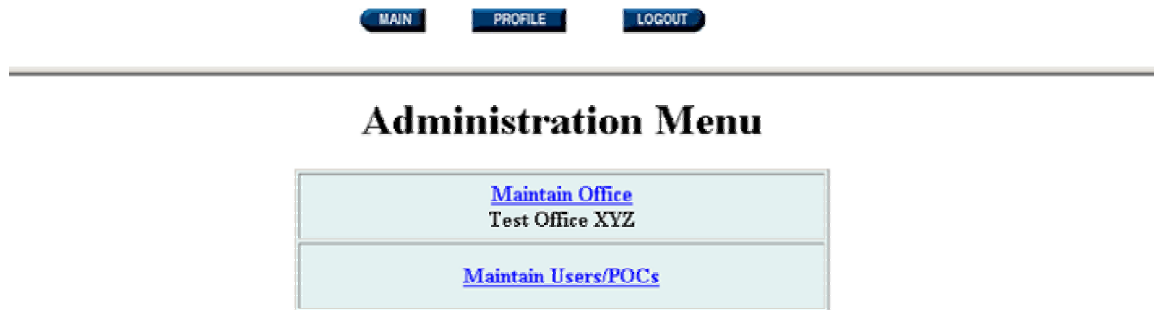 MAIN PROFILE LOGOUT
Administration Menu
Maintain Office
Test Office XYZ
Maintain Users/POCs